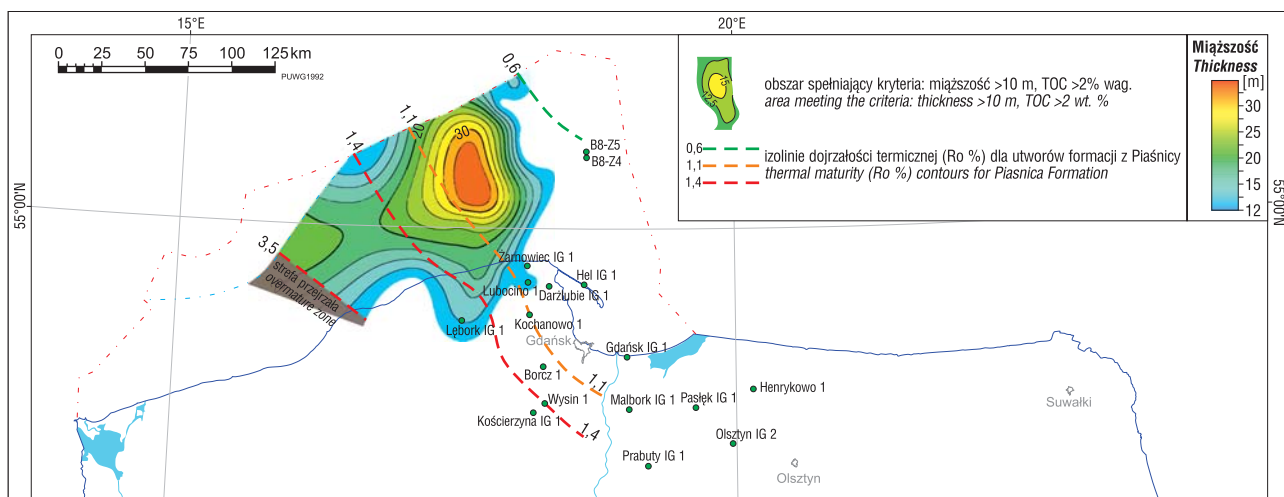 15°E
20°E
0 25 50 75 100 125 km
PUWG1992
55°00'N
55°00'N
0,6
1,1
20
30
1,4
3,5
strefa przejrzała
overmature zone
B8-Z5
B8-Z4
Żarnowiec IG 1
Hel IG 1
Lubocino 1
Darżlubie IG 1
Lębork IG 1
Kochanowo 1
Gdańsk
Gdańsk IG 1
Borcz 1
1,1
Wysin 1
Kościerzyna IG 1
1,4
Malbork IG 1
Pasłęk IG 1
Henrykowo 1
Olsztyn IG 2
Prabuty IG 1
Olsztyn
Suwałki
15
12,5
obszar spełniający kryteria: miąższość >10 m, TOC >2% wag.
area meeting the criteria: thickness >10 m, TOC >2 wt. %
0,6
1,1
1,4
izolinie dojrzałości termicznej (Ro %) dla utworów formacji z Piaśnicy
thermal maturity (Ro %) contours for Piasnica Formation
Miąższość
Thickness
[m]
35
30
25
20
15
12